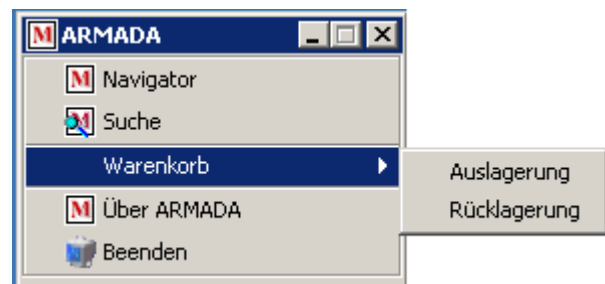 M ARMADA
M Navigator
M Suche
Warenkorb
Auslagerung
Rücklagerung
M Über ARMADA
Beenden